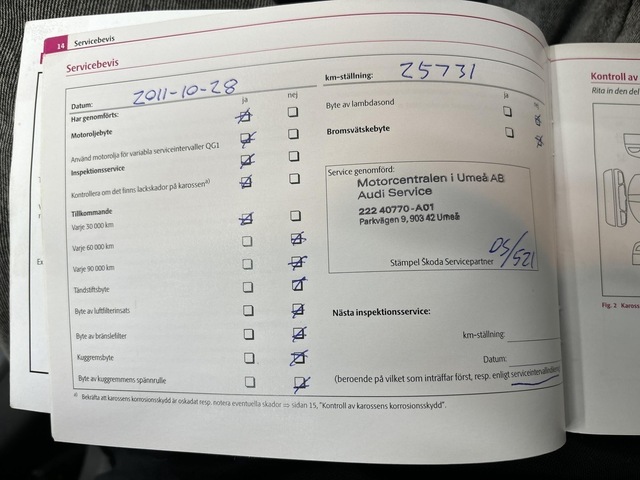 14 Servicebevis
Servicebevis
Datum: 2011-10-28
km-ställning: 25731
ja nej
Har genomförts:
Motoroljebyte
Använd motorolja för variabla serviceintervaller QG1
Inspektionsservice
Kontrollera om det finns lackskador på karossen a)
Tillkommande
Varje 30 000 km
Varje 60 000 km
Varje 90 000 km
Tändstiftsbyte
Byte av luftfilterinsats
Byte av bränslefilter
Kuggremsbyte
Byte av kuggremmens spännrulle
ja nej
Byte av lambdasond
Bromsvätskebyte
Service genomförd:
Motorcentralen i Umeå AB
Audi Service
222 40770-A01
Parkvägen 9, 903 42 Umeå
Stämpel Škoda Servicepartner
Nästa inspektionsservice:
km-ställning:
Datum:
(beroende på vilket som inträffar först, resp. enligt
a) Bekräfta att karossens korrosionsskydd är oskadat resp. notera eventuella skador ⇒ sidan 15, "Kontroll av karossens korrosionsskydd".
Kontroll av
Rita in den del
Fig. 2 Kaross